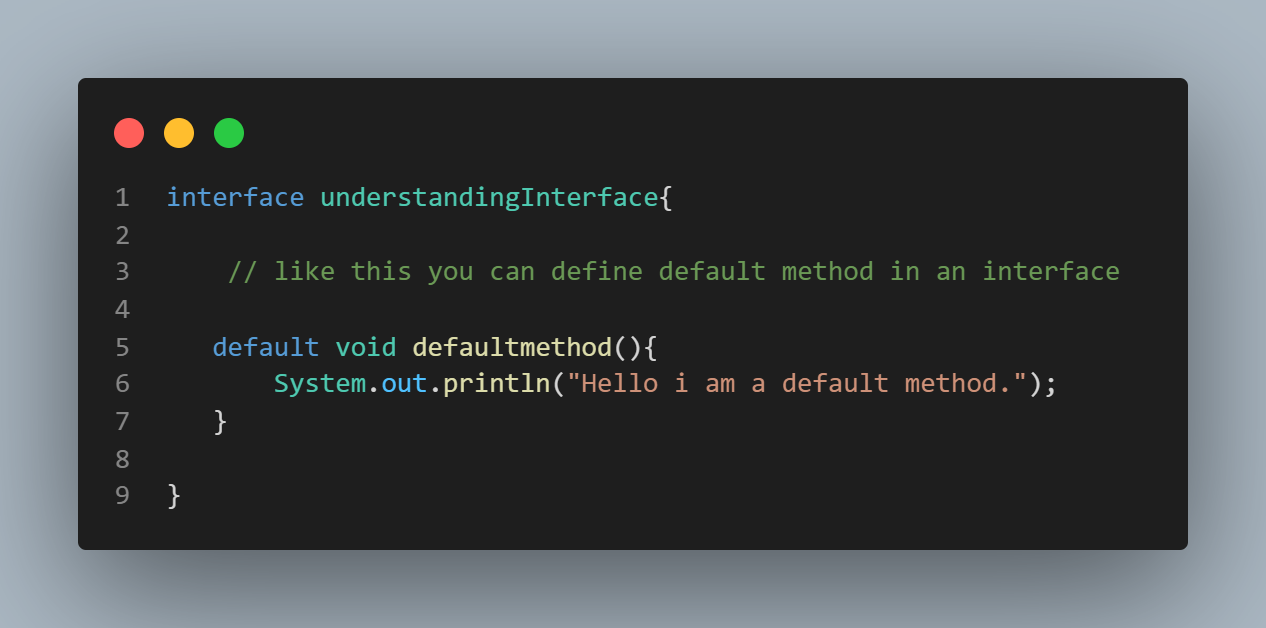 1 interface understandingInterface{
2
3 // like this you can define default method in an interface
4
5 default void defaultmethod(){
6 System.out.println("Hello i am a default method.");
7 }
8
9 }